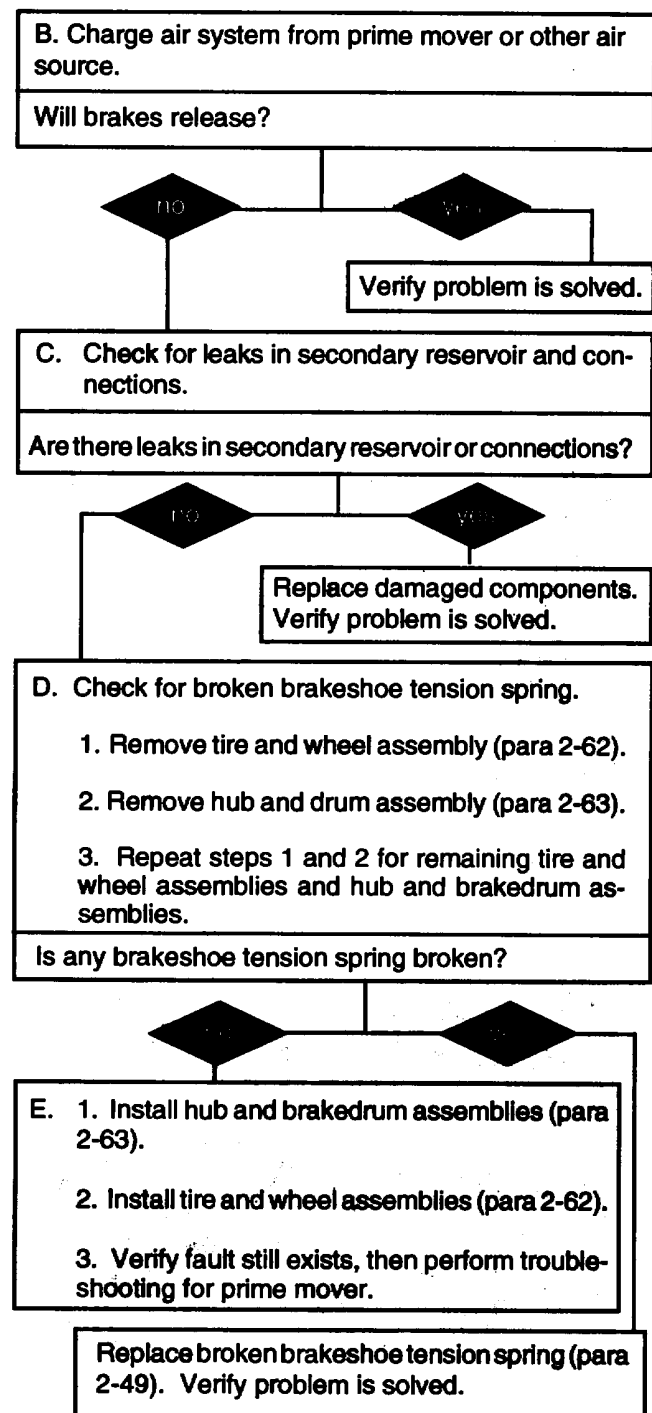 B. Charge air system from prime mover or other air
source.
Will brakes release?
no
yes
Verify problem is solved.
C. Check for leaks in secondary reservoir and con-
nections.
Are there leaks in secondary reservoir or connections?
no
yes
Replace damaged components.
Verify problem is solved.
D. Check for broken brakeshoe tension spring.
1. Remove tire and wheel assembly (para 2-62).
2. Remove hub and drum assembly (para 2-63).
3. Repeat steps 1 and 2 for remaining tire and
wheel assemblies and hub and brakedrum as-
semblies.
Is any brakeshoe tension spring broken?
E. 1. Install hub and brakedrum assemblies (para
2-63).
2. Install tire and wheel assemblies (para 2-62).
3. Verify fault still exists, then perform trouble-
shooting for prime mover.
Replace broken brakeshoe tension spring (para
2-49). Verify problem is solved.